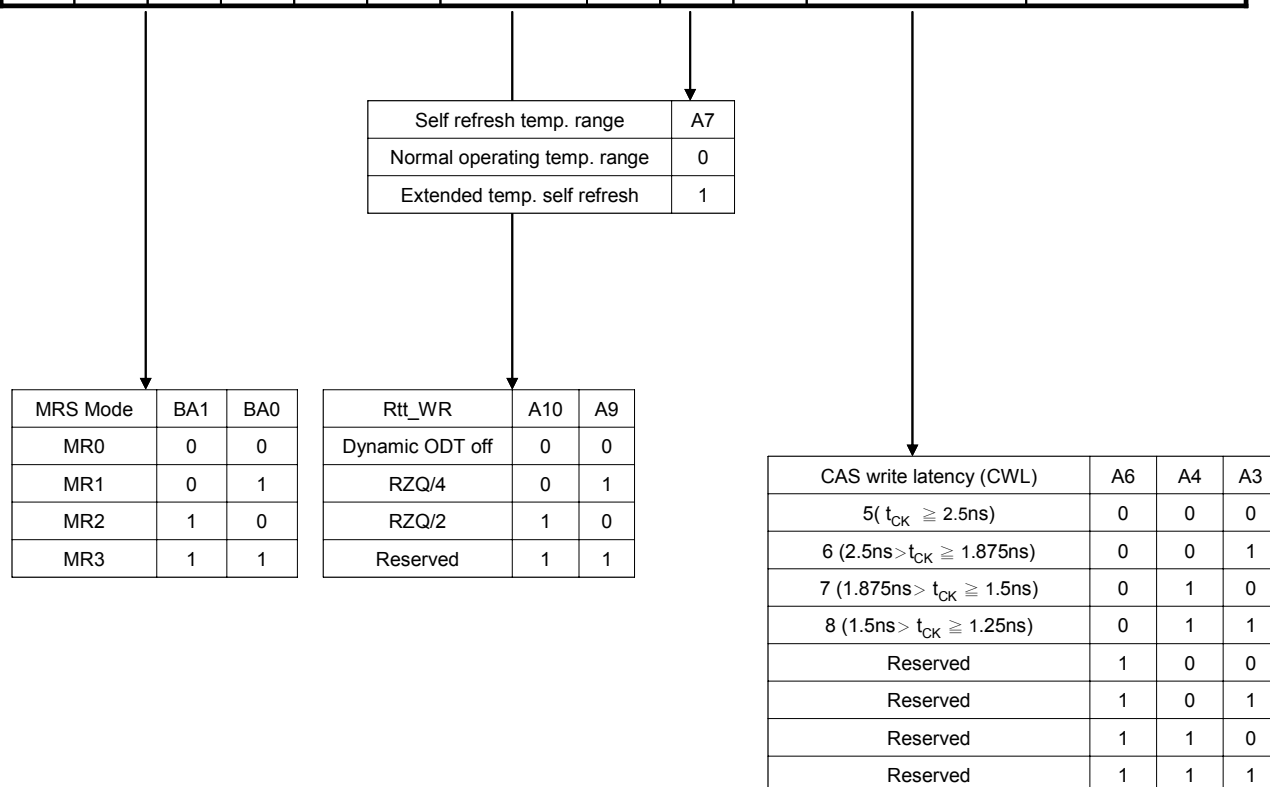 Self refresh temp. range A7
Normal operating temp. range 0
Extended temp. self refresh 1
MRS Mode BA1 BA0
MR0 0 0
MR1 0 1
MR2 1 0
MR3 1 1
Rtt_WR A10 A9
Dynamic ODT off 0 0
RZQ/4 0 1
RZQ/2 1 0
Reserved 1 1
CAS write latency (CWL) A6 A4 A3
5( tCK ≧ 2.5ns) 0 0 0
6 (2.5ns>tCK ≧ 1.875ns) 0 0 1
7 (1.875ns> tCK ≧ 1.5ns) 0 1 0
8 (1.5ns> tCK ≧ 1.25ns) 0 1 1
Reserved 1 0 0
Reserved 1 0 1
Reserved 1 1 0
Reserved 1 1 1